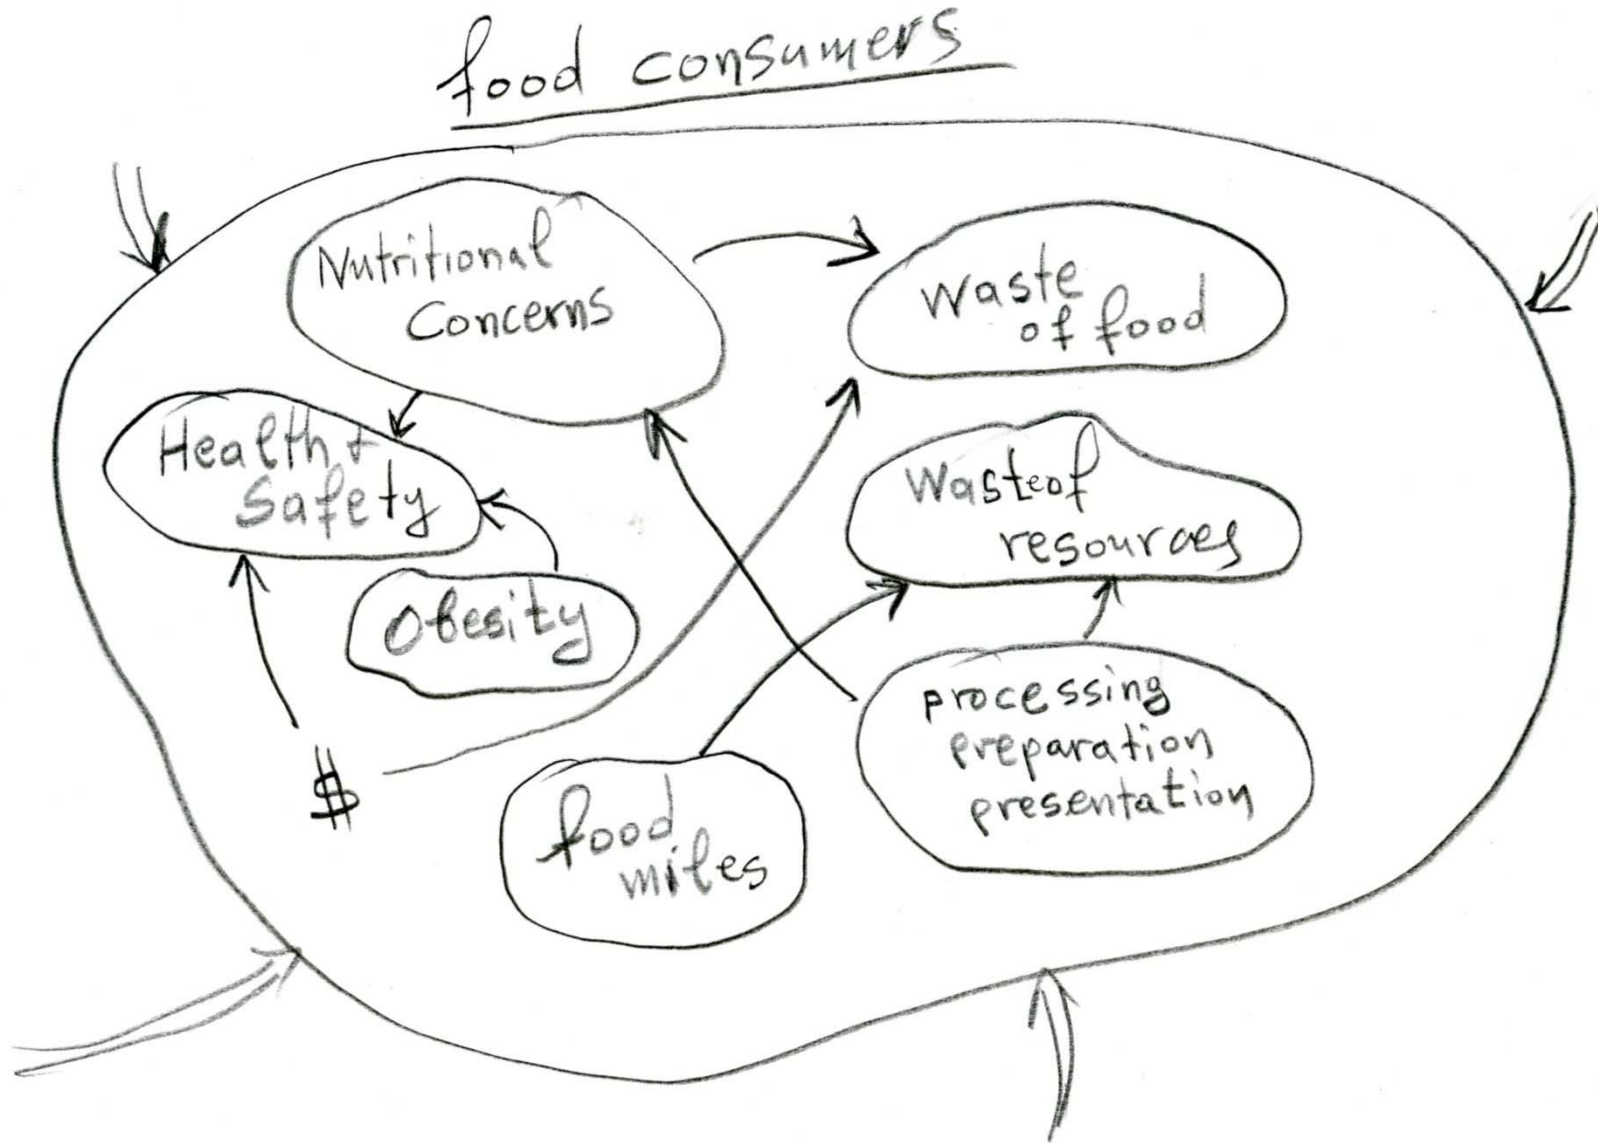 food consumers
Nutritional
Concerns
Waste
of food
Health +
Safety
Waste of
resources
Obesity
processing
preparation
presentation
$
food
miles